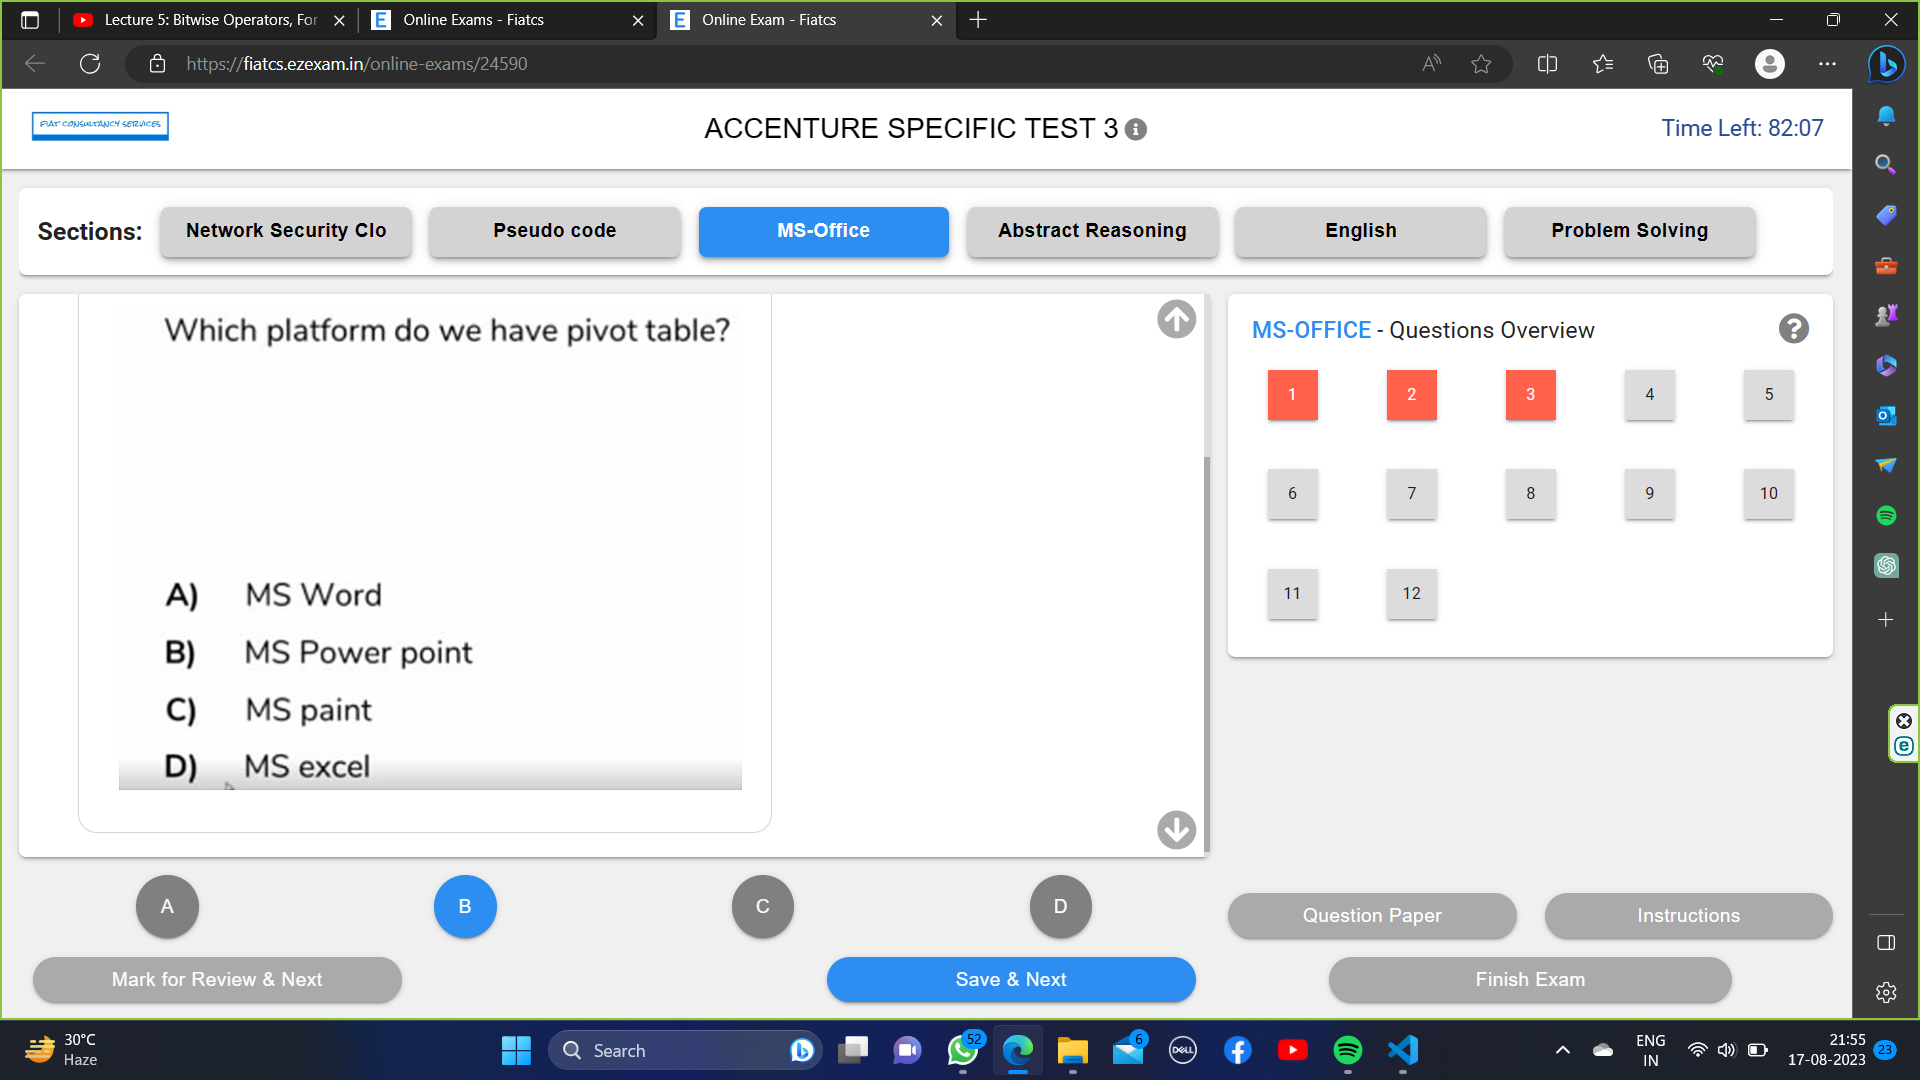 Lecture 5: Bitwise Operators, For
Online Exams - Fiatcs
Online Exam - Fiatcs
https://fiatcs.ezexam.in/online-exams/24590
FIAT CONSULTANCY SERVICES
ACCENTURE SPECIFIC TEST 3
Time Left: 82:07
Sections:
Network Security Clo
Pseudo code
MS-Office
Abstract Reasoning
English
Problem Solving
Which platform do we have pivot table?
A) MS Word
B) MS Power point
C) MS paint
D) MS excel
MS-OFFICE - Questions Overview
1 2 3 4 5
6 7 8 9 10
11 12
A B C D
Question Paper
Instructions
Mark for Review & Next
Save & Next
Finish Exam
30°C
Haze
Search
52
6
DELL
ENG
IN
21:55
17-08-2023
23